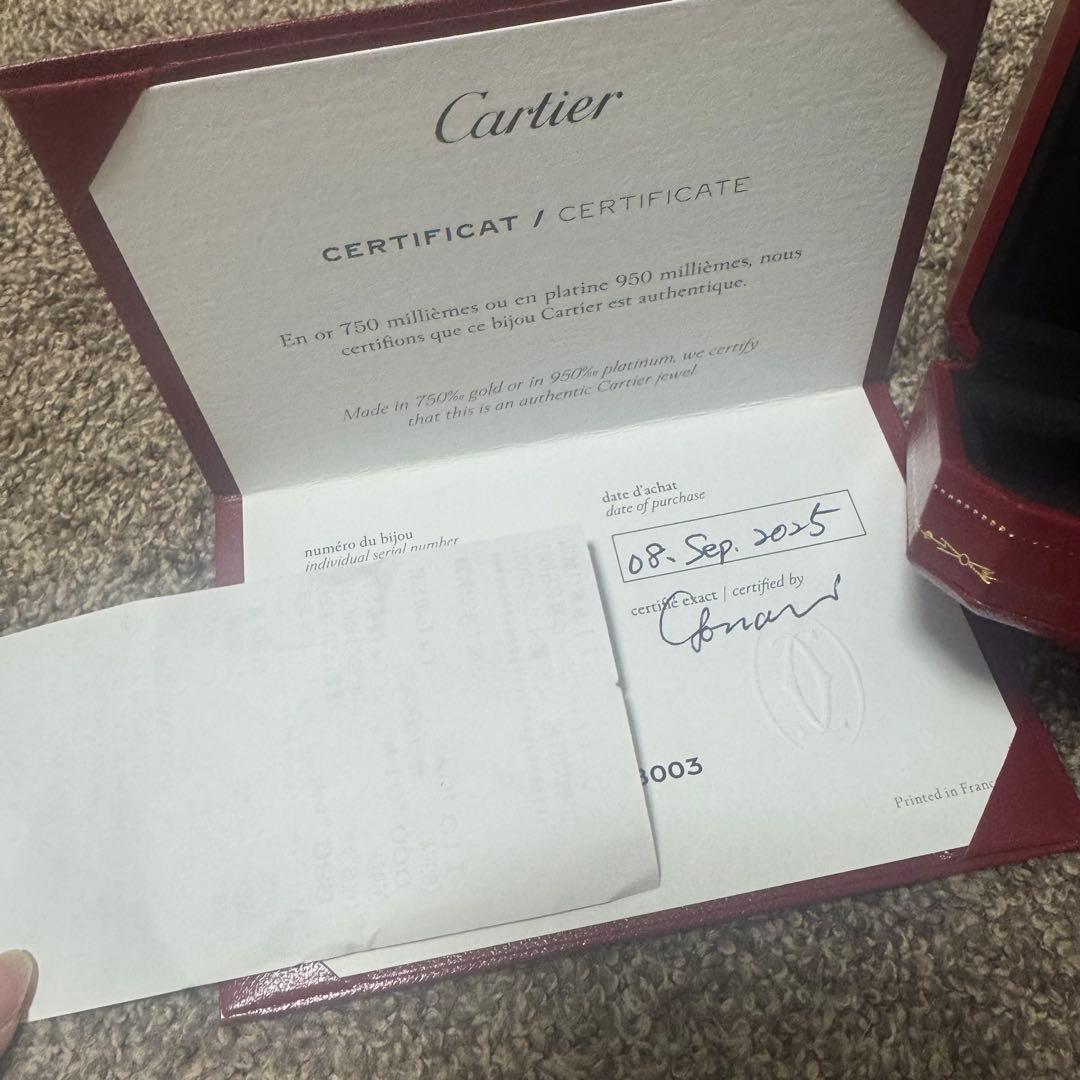 Cartier
CERTIFICAT / CERTIFICATE
En or 750 millièmes ou en platine 950 millièmes, nous
certifions que ce bijou Cartier est authentique.
Made in 750‰ gold or in 950‰ platinum, we certify
that this is an authentic Cartier jewel.
numéro du bijou
individual serial number
date d'achat
date of purchase
08. Sep. 2025
certifié exact | certified by
003
Printed in Franc